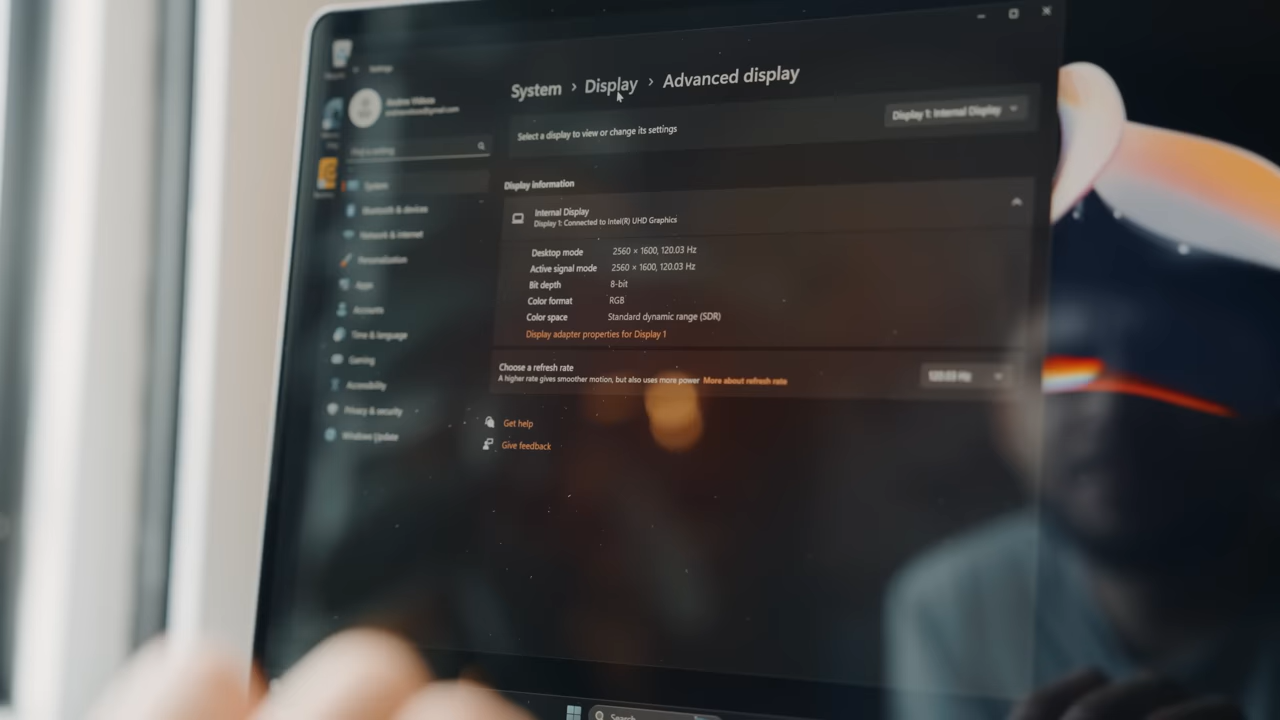 Settings
System › Display › Advanced display
Select a display to view or change its settings
Display 1: Internal Display
Find a setting
System
Bluetooth & devices
Network & internet
Personalization
Apps
Accounts
Time & language
Gaming
Accessibility
Privacy & security
Windows Update
Display information
Internal Display
Display 1: Connected to Intel(R) UHD Graphics
Desktop mode 2560 × 1600, 120.03 Hz
Active signal mode 2560 × 1600, 120.03 Hz
Bit depth 8-bit
Color format RGB
Color space Standard dynamic range (SDR)
Display adapter properties for Display 1
Choose a refresh rate
A higher rate gives smoother motion, but also uses more power More about refresh rate
120.03 Hz
Get help
Give feedback
Search